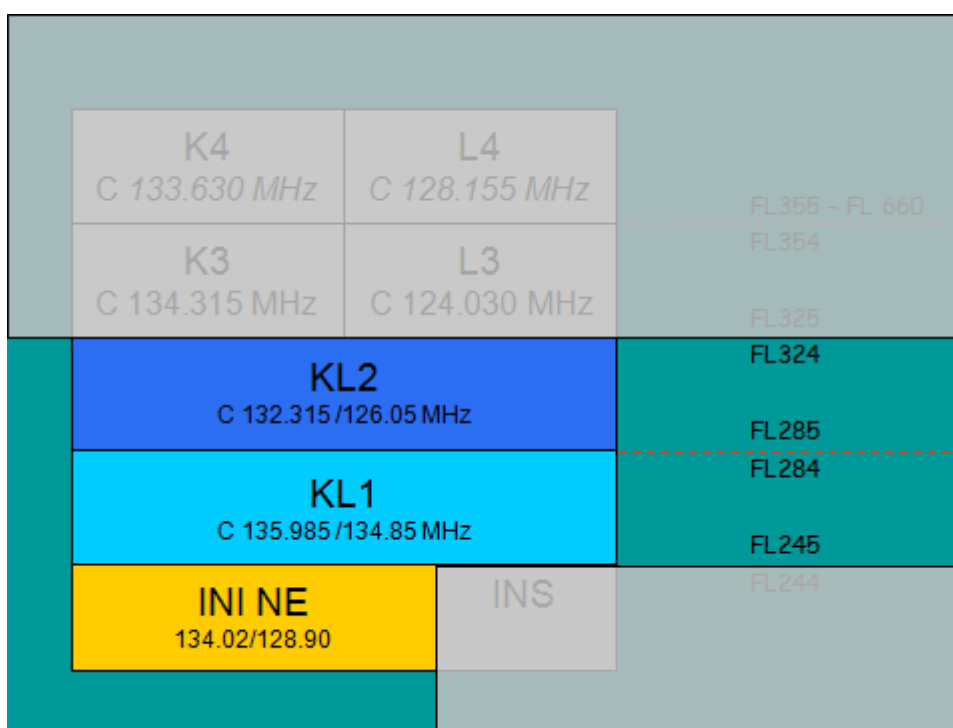 K4
C 133.630 MHz
L4
C 128.155 MHz
FL355 - FL 660
K3
C 134.315 MHz
L3
C 124.030 MHz
FL354
FL325
KL2
C 132.315 /126.05 MHz
FL324
FL285
KL1
C 135.985 /134.85 MHz
FL284
FL245
INI NE
134.02/128.90
INS
FL244